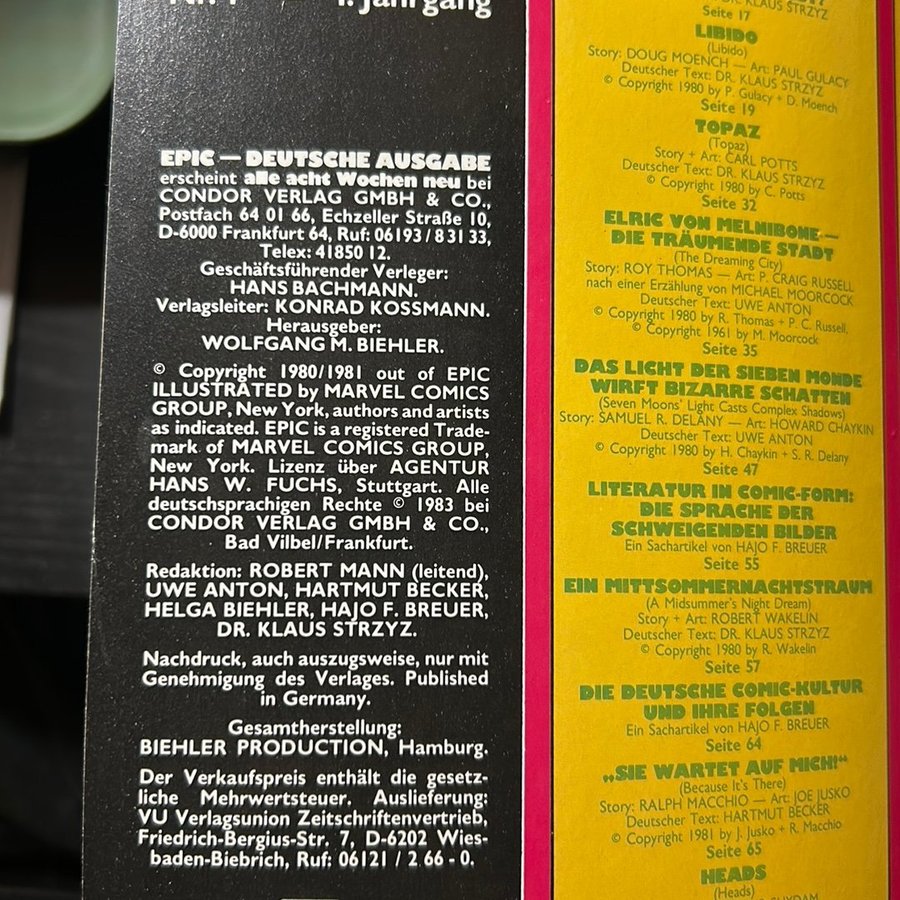 Nr. 1 — 1. Jahrgang
EPIC — DEUTSCHE AUSGABE
erscheint alle acht Wochen neu bei
CONDOR VERLAG GMBH & CO.,
Postfach 64 01 66, Echzeller Straße 10,
D-6000 Frankfurt 64, Ruf: 06193 / 8 31 33,
Telex: 41850 12.
Geschäftsführender Verleger:
HANS BACHMANN.
Verlagsleiter: KONRAD KOSSMANN.
Herausgeber:
WOLFGANG M. BIEHLER.
© Copyright 1980/1981 out of EPIC
ILLUSTRATED by MARVEL COMICS
GROUP, New York, authors and artists
as indicated. EPIC is a registered Trade-
mark of MARVEL COMICS GROUP,
New York. Lizenz über AGENTUR
HANS W. FUCHS, Stuttgart. Alle
deutschsprachigen Rechte © 1983 bei
CONDOR VERLAG GMBH & CO.,
Bad Vilbel/Frankfurt.
Redaktion: ROBERT MANN (leitend),
UWE ANTON, HARTMUT BECKER,
HELGA BIEHLER, HAJO F. BREUER,
DR. KLAUS STRZYZ.
Nachdruck, auch auszugsweise, nur mit
Genehmigung des Verlages. Published
in Germany.
Gesamtherstellung:
BIEHLER PRODUCTION, Hamburg.
Der Verkaufspreis enthält die gesetz-
liche Mehrwertsteuer. Auslieferung:
VU Verlagsunion Zeitschriftenvertrieb,
Friedrich-Bergius-Str. 7, D-6202 Wies-
baden-Biebrich, Ruf: 06121 / 2 66 - 0.
KLAUS STRZYZ
Seite 17
LIBIDO
(Libido)
Story: DOUG MOENCH — Art: PAUL GULACY
Deutscher Text: DR. KLAUS STRZYZ
© Copyright 1980 by P. Gulacy + D. Moench
Seite 19
TOPAZ
(Topaz)
Story + Art: CARL POTTS
Deutscher Text: DR. KLAUS STRZYZ
© Copyright 1980 by C. Potts
Seite 32
ELRIC VON MELNIBONE —
DIE TRÄUMENDE STADT
(The Dreaming City)
Story: ROY THOMAS — Art: P. CRAIG RUSSELL
nach einer Erzählung von MICHAEL MOORCOCK
Deutscher Text: UWE ANTON
© Copyright 1980 by R. Thomas + P. C. Russell,
© Copyright 1961 by M. Moorcock
Seite 35
DAS LICHT DER SIEBEN MONDE
WIRFT BIZARRE SCHATTEN
(Seven Moons' Light Casts Complex Shadows)
Story: SAMUEL R. DELANY — Art: HOWARD CHAYKIN
Deutscher Text: UWE ANTON
© Copyright 1980 by H. Chaykin + S. R. Delany
Seite 47
LITERATUR IN COMIC-FORM:
DIE SPRACHE DER
SCHWEIGENDEN BILDER
Ein Sachartikel von HAJO F. BREUER
Seite 55
EIN MITTSOMMERNACHTSTRAUM
(A Midsummer's Night Dream)
Story + Art: ROBERT WAKELIN
Deutscher Text: DR. KLAUS STRZYZ
© Copyright 1980 by R. Wakelin
Seite 57
DIE DEUTSCHE COMIC-KULTUR
UND IHRE FOLGEN
Ein Sachartikel von HAJO F. BREUER
Seite 64
„SIE WARTET AUF MICH!"
(Because It's There)
Story: RALPH MACCHIO — Art: JOE JUSKO
Deutscher Text: HARTMUT BECKER
© Copyright 1981 by J. Jusko + R. Macchio
Seite 65
HEADS
(Heads)